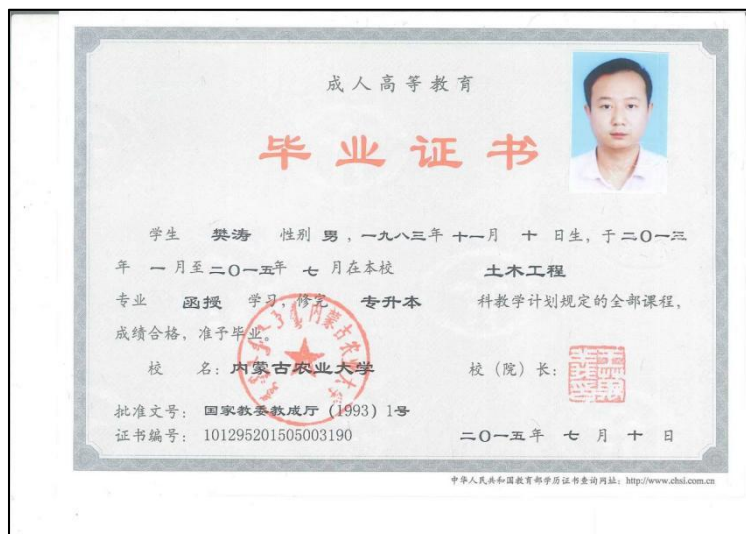 成人高等教育
毕业证书
学生 樊涛 性别 男，一九八三年 十一月 十 日生，于二〇一三
年 一 月至二〇一五年 七 月在本校 土木工程
专业 函授 学习，修完 专升本 科教学计划规定的全部课程，
成绩合格，准予毕业。
内蒙古农业大学
校 名：内蒙古农业大学 校（院）长：
批准文号： 国家教委教成厅（1993）1号
证书编号： 101295201505003190 二〇一五年 七 月 十 日
中华人民共和国教育部学历证书查询网址：http://www.chsi.com.cn